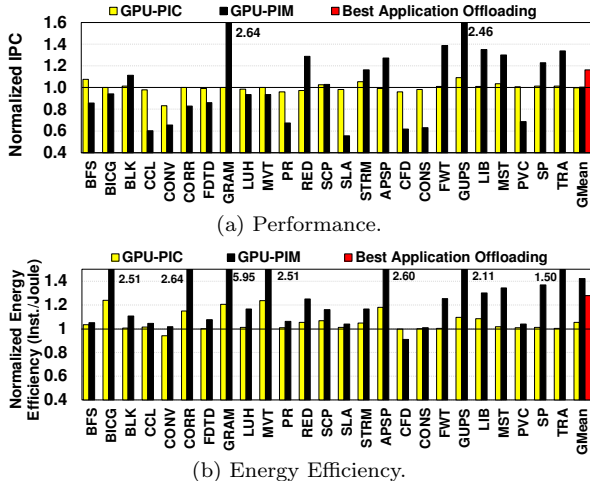 GPU-PIC GPU-PIM Best Application Offloading
Normalized IPC
1.6
1.4
1.2
1.0
0.8
0.6
0.4
2.64
2.46
BFS BICG BLK CCL CONV CORR FDTD GRAM LUH MVT PR RED SCP SLA STRM APSP CFD CONS FWT GUPS LIB MST PVC SP TRA GMean
(a) Performance.
GPU-PIC GPU-PIM Best Application Offloading
Normalized Energy
Efficiency (Inst./Joule)
1.4
1.2
1
0.8
0.6
0.4
2.51 2.64 5.95 2.51 2.60 2.11 1.50
BFS BICG BLK CCL CONV CORR FDTD GRAM LUH MVT PR RED SCP SLA STRM APSP CFD CONS FWT GUPS LIB MST PVC SP TRA GMean
(b) Energy Efficiency.